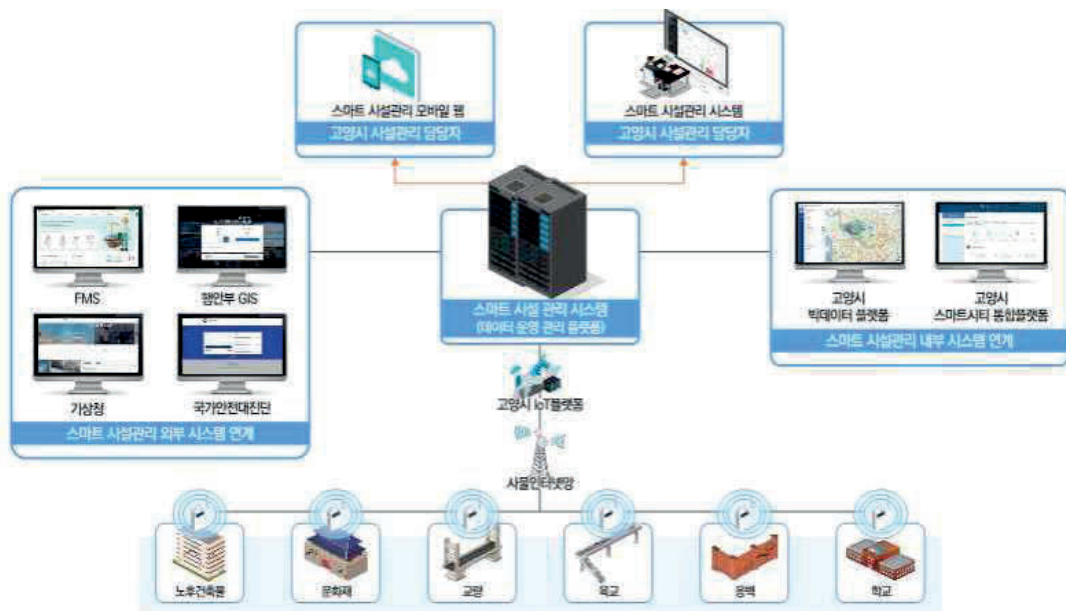 스마트 시설관리 모바일 웹
고양시 시설관리 담당자
스마트 시설관리 시스템
고양시 시설관리 담당자
FMS
행안부 GIS
기상청
국가안전대진단
스마트 시설관리 외부 시스템 연계
스마트 시설 관리 시스템
(데이터 운영 관리 플랫폼)
고양시
빅데이터 플랫폼
고양시
스마트시티 통합플랫폼
스마트 시설관리 내부 시스템 연계
고양시 IoT플랫폼
사물인터넷망
노후건축물
문화재
교량
육교
옹벽
학교